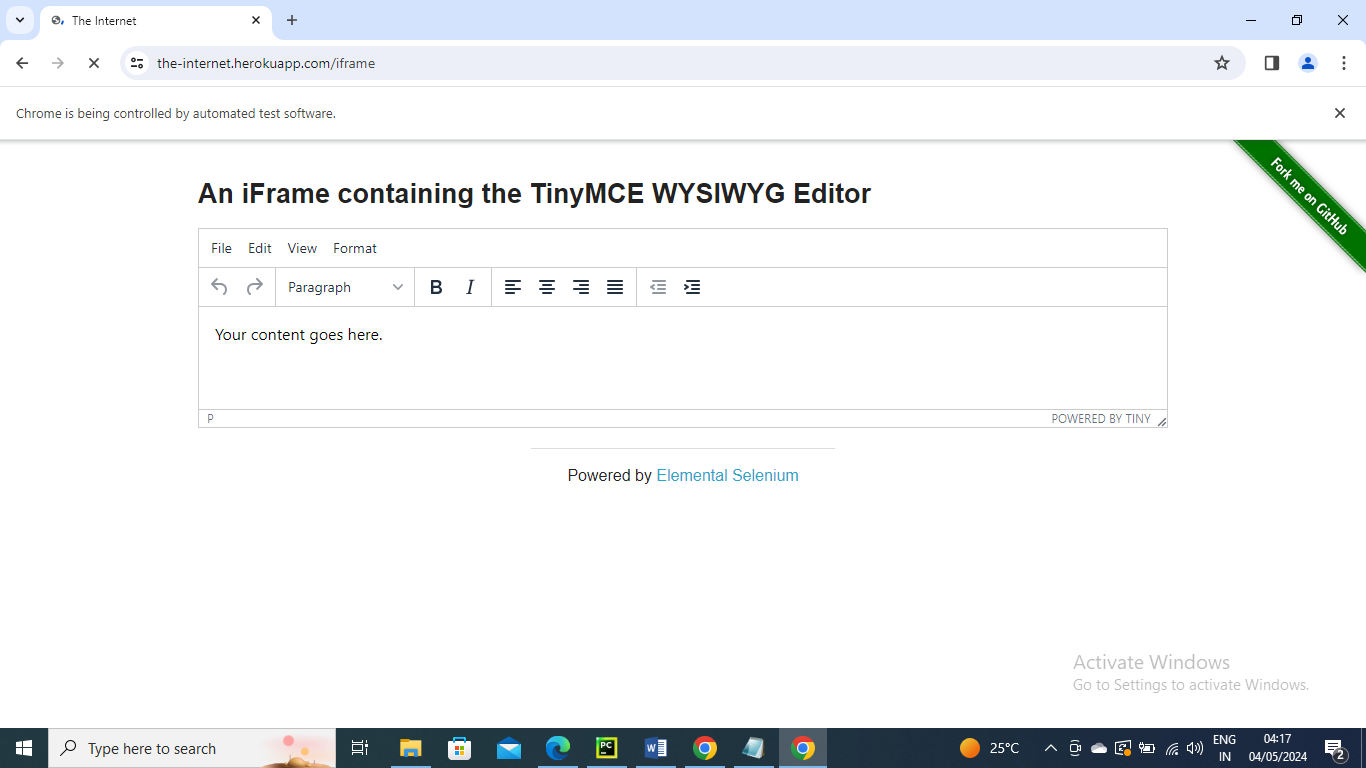 The Internet
the-internet.herokuapp.com/iframe
Chrome is being controlled by automated test software.
Fork me on GitHub
An iFrame containing the TinyMCE WYSIWYG Editor
File Edit View Format
Paragraph B I
Your content goes here.
P POWERED BY TINY
Powered by Elemental Selenium
Activate Windows
Go to Settings to activate Windows.
Type here to search PC W 25°C ENG IN 04:17 04/05/2024 2